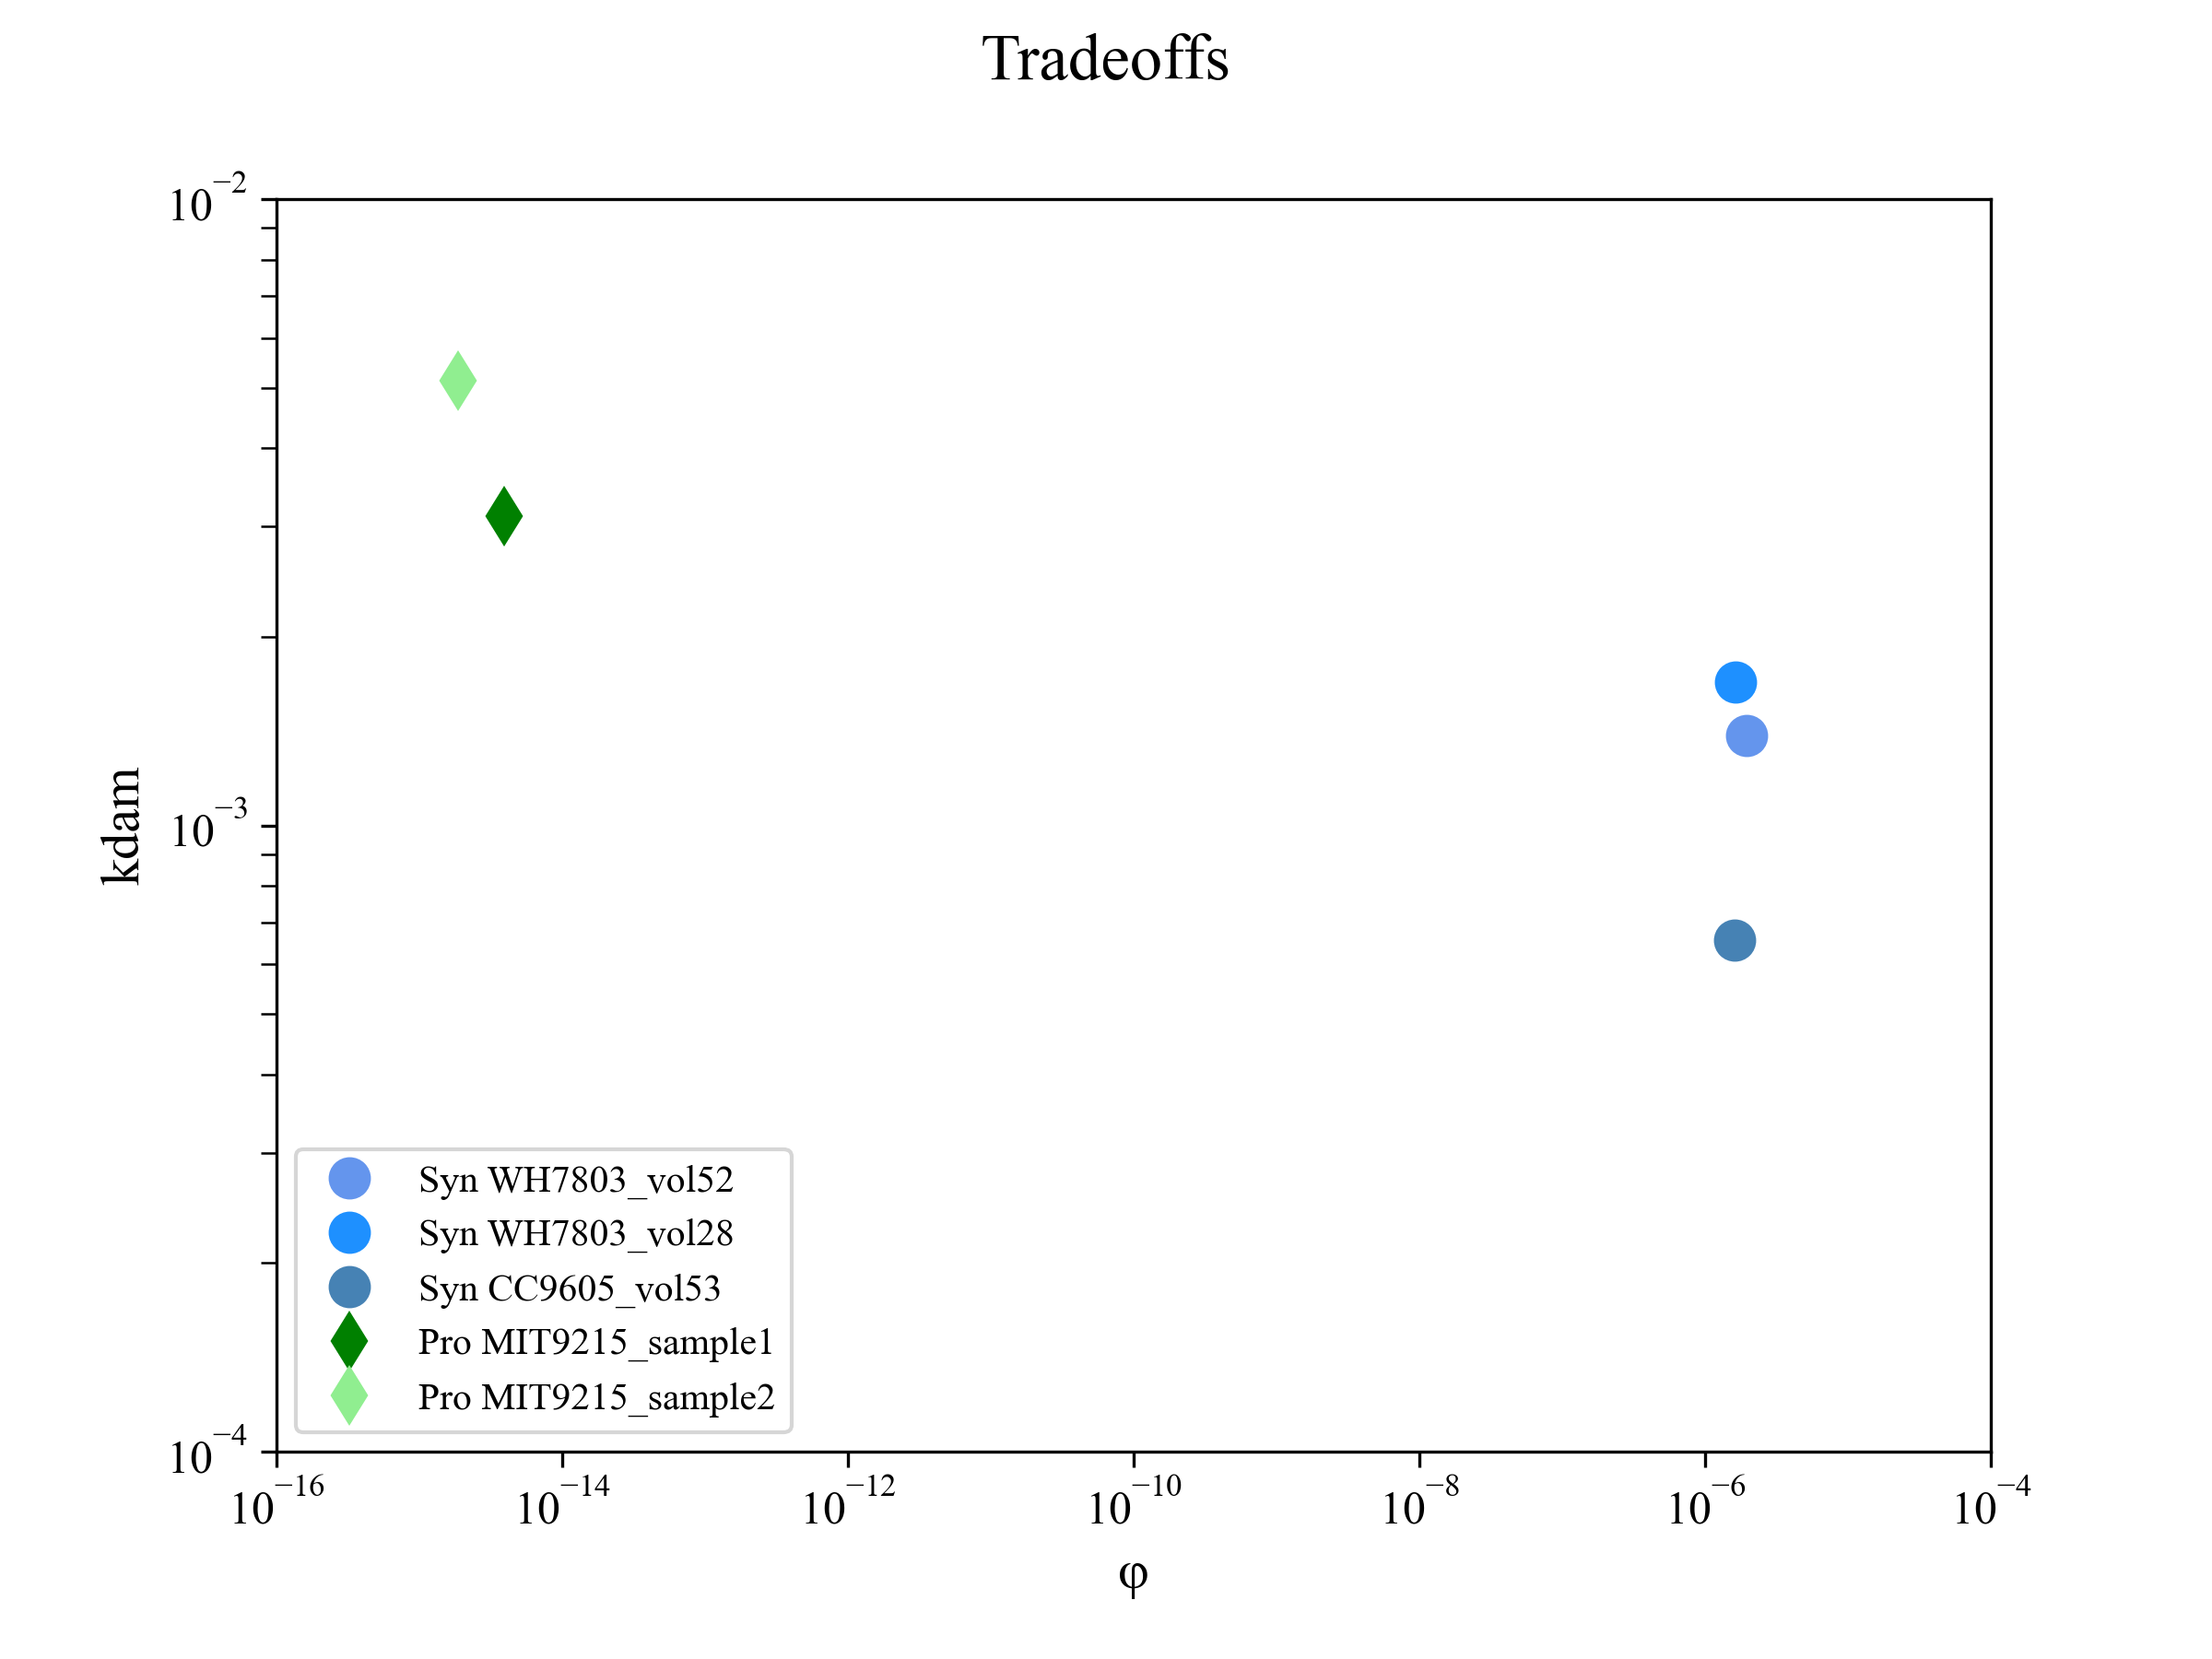 Tradeoffs
10⁻²
10⁻³
10⁻⁴
kdam
Syn WH7803_vol52
Syn WH7803_vol28
Syn CC9605_vol53
Pro MIT9215_sample1
Pro MIT9215_sample2
10⁻¹⁶ 10⁻¹⁴ 10⁻¹² 10⁻¹⁰ 10⁻⁸ 10⁻⁶ 10⁻⁴
φ